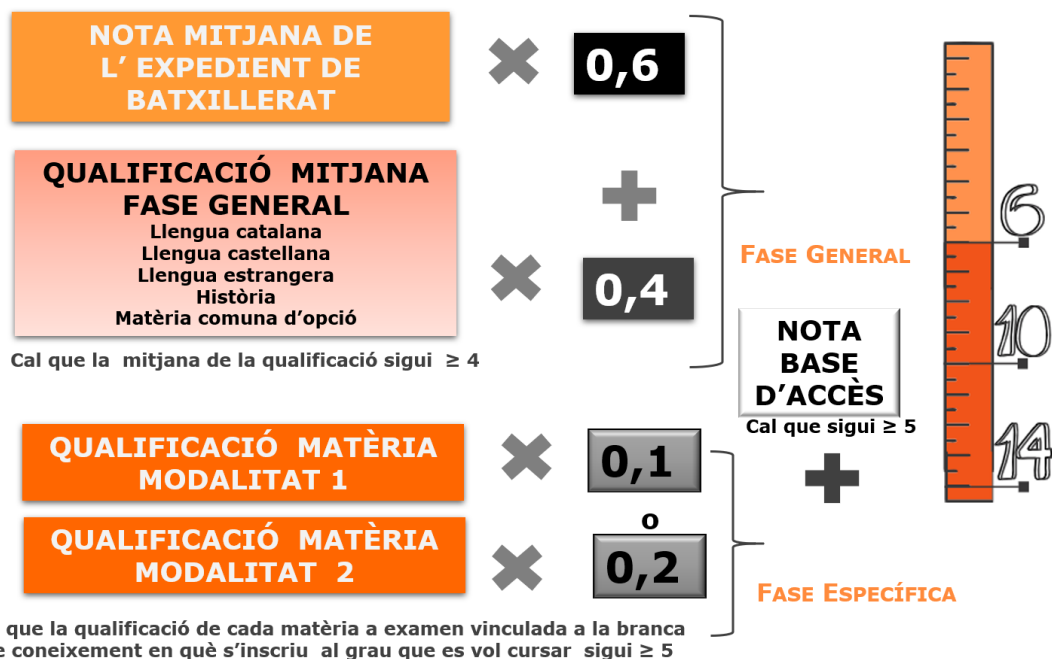 NOTA MITJANA DE
L’ EXPEDIENT DE
BATXILLERAT
0,6
QUALIFICACIÓ MITJANA
FASE GENERAL
Llengua catalana
Llengua castellana
Llengua estrangera
Història
Matèria comuna d’opció
0,4
Cal que la mitjana de la qualificació sigui ≥ 4
FASE GENERAL
NOTA
BASE
D’ACCÈS
Cal que sigui ≥ 5
6
10
14
QUALIFICACIÓ MATÈRIA
MODALITAT 1
0,1
o
QUALIFICACIÓ MATÈRIA
MODALITAT 2
0,2
FASE ESPECÍFICA
que la qualificació de cada matèria a examen vinculada a la branca
e coneixement en què s’inscriu al grau que es vol cursar sigui ≥ 5